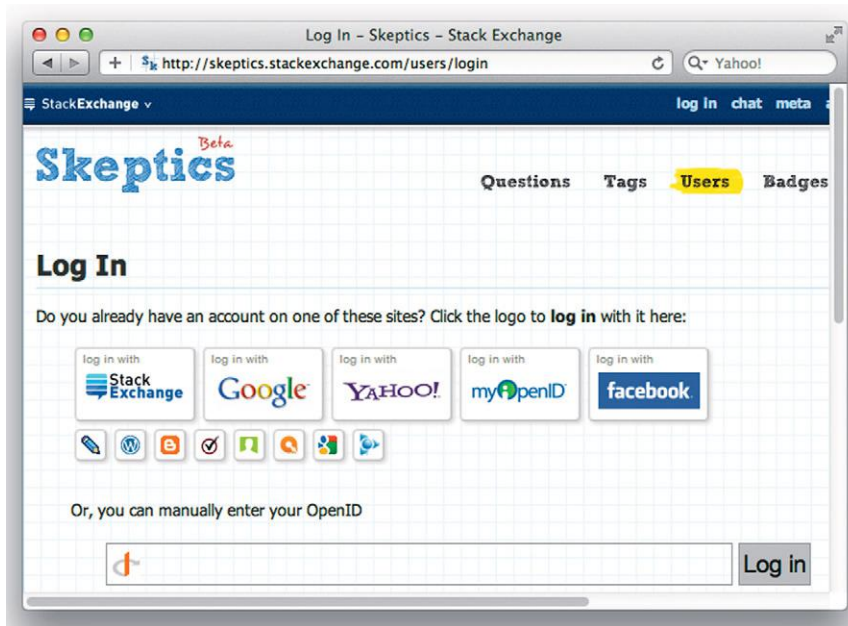 Log In – Skeptics – Stack Exchange
http://skeptics.stackexchange.com/users/login
Yahoo!
StackExchange
log in chat meta
Beta
Skeptics
Questions Tags Users Badges
Log In
Do you already have an account on one of these sites? Click the logo to log in with it here:
log in with log in with log in with log in with log in with
Stack Exchange Google YAHOO! myOpenID facebook
Or, you can manually enter your OpenID
Log in